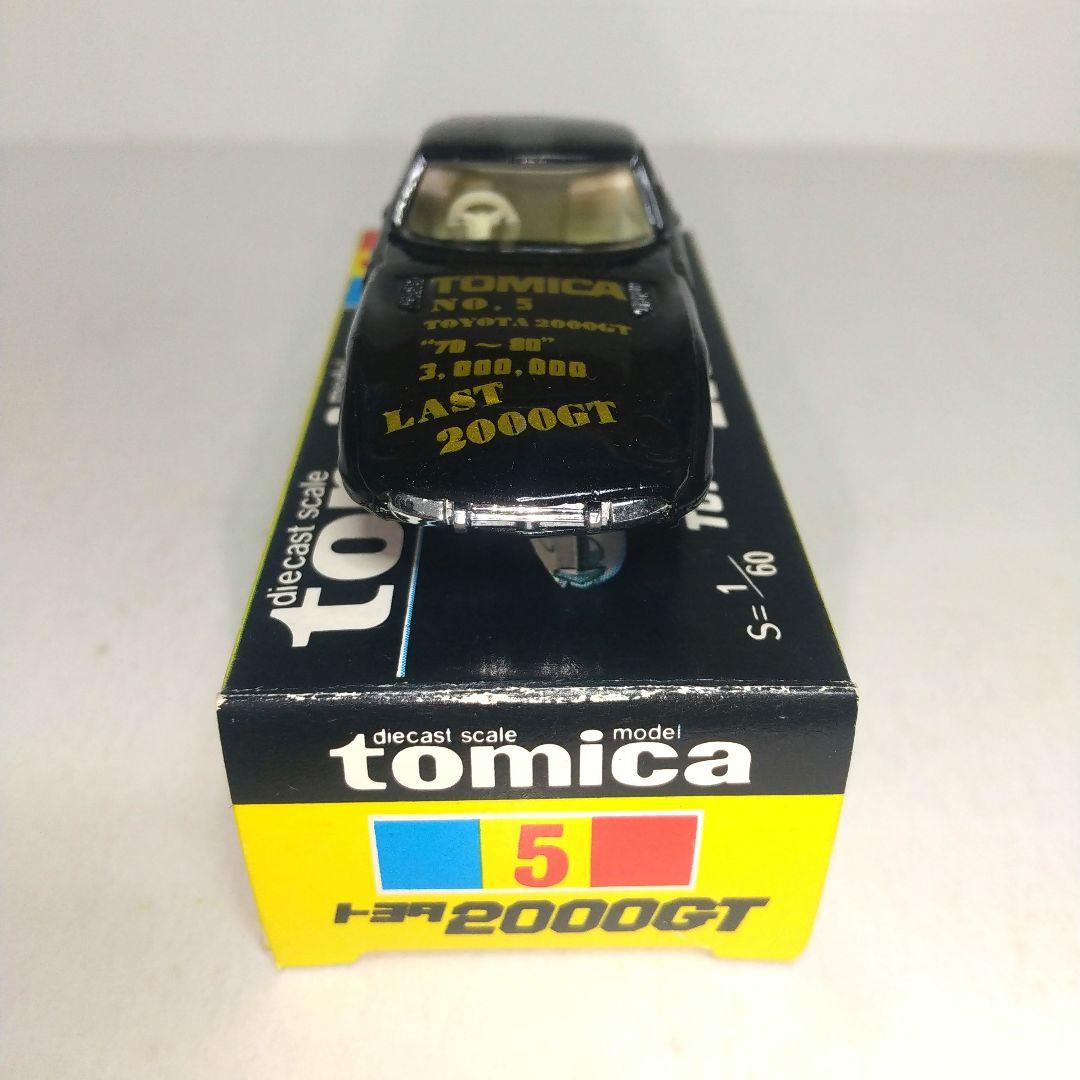 TOMICA
NO. 5
TOYOTA 2000GT
"70 ~ 80"
3,000,000
LAST
2000GT
diecast scale
S=1/60
diecast scale model
tomica
5
トヨタ2000GT